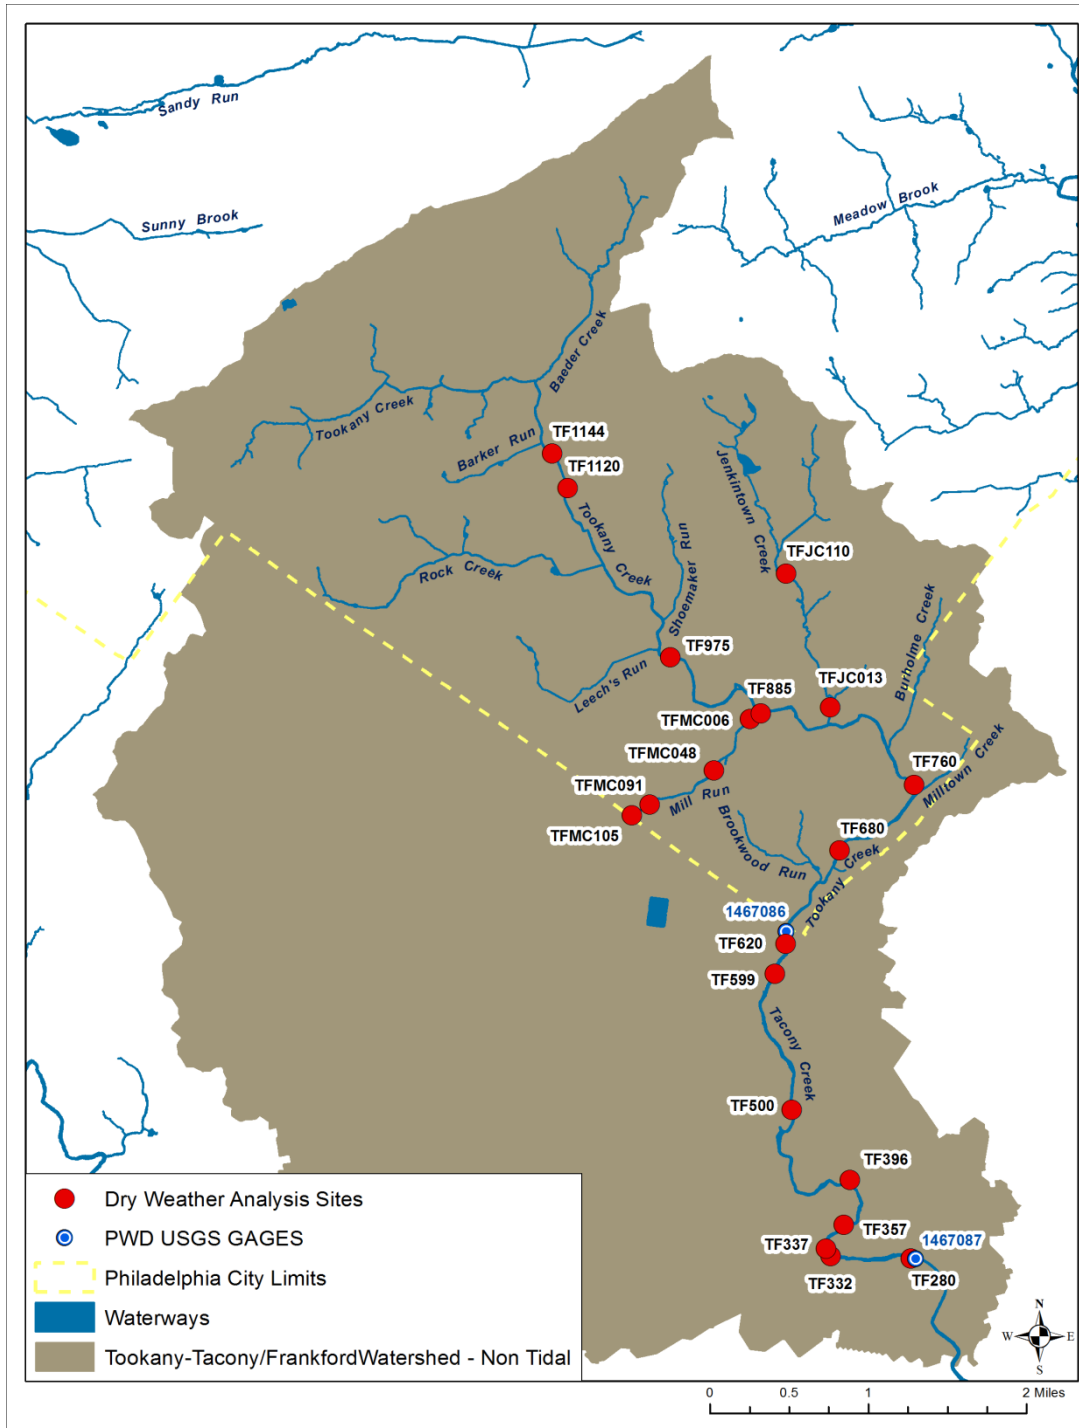 Sandy Run
Sunny Brook
Meadow Brook
Baeder Creek
Tookany Creek
TF1144
Barker Run
TF1120
Jenkintown Creek
Tookany Creek
Shoemaker Run
Rock Creek
TFJC110
Burholme Creek
TF975
Leech's Run
TFJC013
TF885
TFMC006
TFMC048
TF760
Milltown Creek
TFMC091
Mill Run
TFMC105
Brookwood Run
TF680
Tookany Creek
1467086
TF620
TF599
Tacony Creek
TF500
TF396
TF357
TF337
1467087
TF332
TF280
Dry Weather Analysis Sites
PWD USGS GAGES
Philadelphia City Limits
Waterways
Tookany-Tacony/FrankfordWatershed - Non Tidal
N
W E
S
0 0.5 1 2 Miles